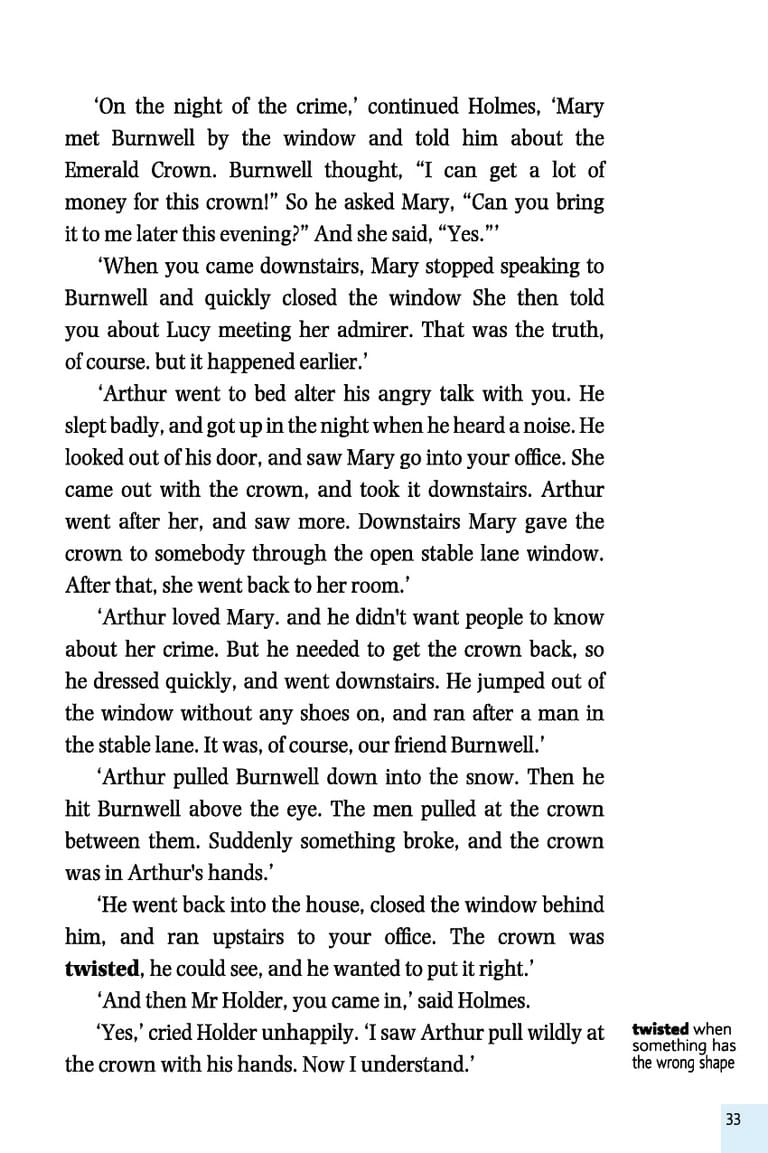 ‘On the night of the crime,’ continued Holmes, ‘Mary
met Burnwell by the window and told him about the
Emerald Crown. Burnwell thought, “I can get a lot of
money for this crown!” So he asked Mary, “Can you bring
it to me later this evening?” And she said, “Yes.”’
‘When you came downstairs, Mary stopped speaking to
Burnwell and quickly closed the window She then told
you about Lucy meeting her admirer. That was the truth,
of course. but it happened earlier.’
‘Arthur went to bed alter his angry talk with you. He
slept badly, and got up in the night when he heard a noise. He
looked out of his door, and saw Mary go into your office. She
came out with the crown, and took it downstairs. Arthur
went after her, and saw more. Downstairs Mary gave the
crown to somebody through the open stable lane window.
After that, she went back to her room.’
‘Arthur loved Mary. and he didn't want people to know
about her crime. But he needed to get the crown back, so
he dressed quickly, and went downstairs. He jumped out of
the window without any shoes on, and ran after a man in
the stable lane. It was, of course, our friend Burnwell.’
‘Arthur pulled Burnwell down into the snow. Then he
hit Burnwell above the eye. The men pulled at the crown
between them. Suddenly something broke, and the crown
was in Arthur's hands.’
‘He went back into the house, closed the window behind
him, and ran upstairs to your office. The crown was
twisted, he could see, and he wanted to put it right.’
‘And then Mr Holder, you came in,’ said Holmes.
‘Yes,’ cried Holder unhappily. ‘I saw Arthur pull wildly at
the crown with his hands. Now I understand.’
twisted when
something has
the wrong shape
33